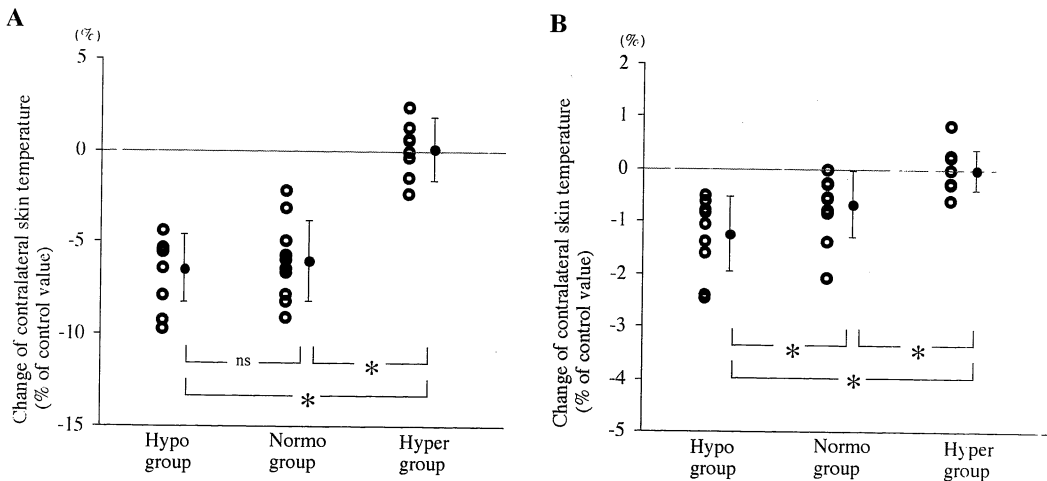 A
(%)
5
0
-5
-10
-15
Change of contralateral skin temperature
(% of control value)
ns
*
*
Hypo
group
Normo
group
Hyper
group
B
(%)
2
1
0
-1
-2
-3
-4
-5
Change of contralateral skin temperature
(% of control value)
*
*
*
Hypo
group
Normo
group
Hyper
group